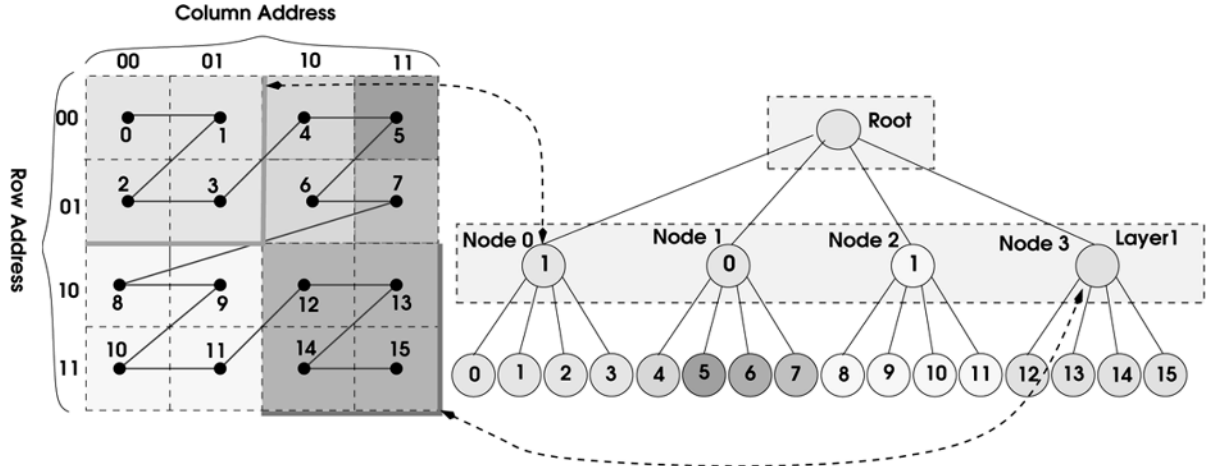 Column Address
00 01 10 11
Row Address
00
0 1 4 5
01
2 3 6 7
10
8 9 12 13
11
10 11 14 15
Root
Node 0 Node 1 Node 2 Node 3 Layer1
1 0 1
0 1 2 3 4 5 6 7 8 9 10 11 12 13 14 15